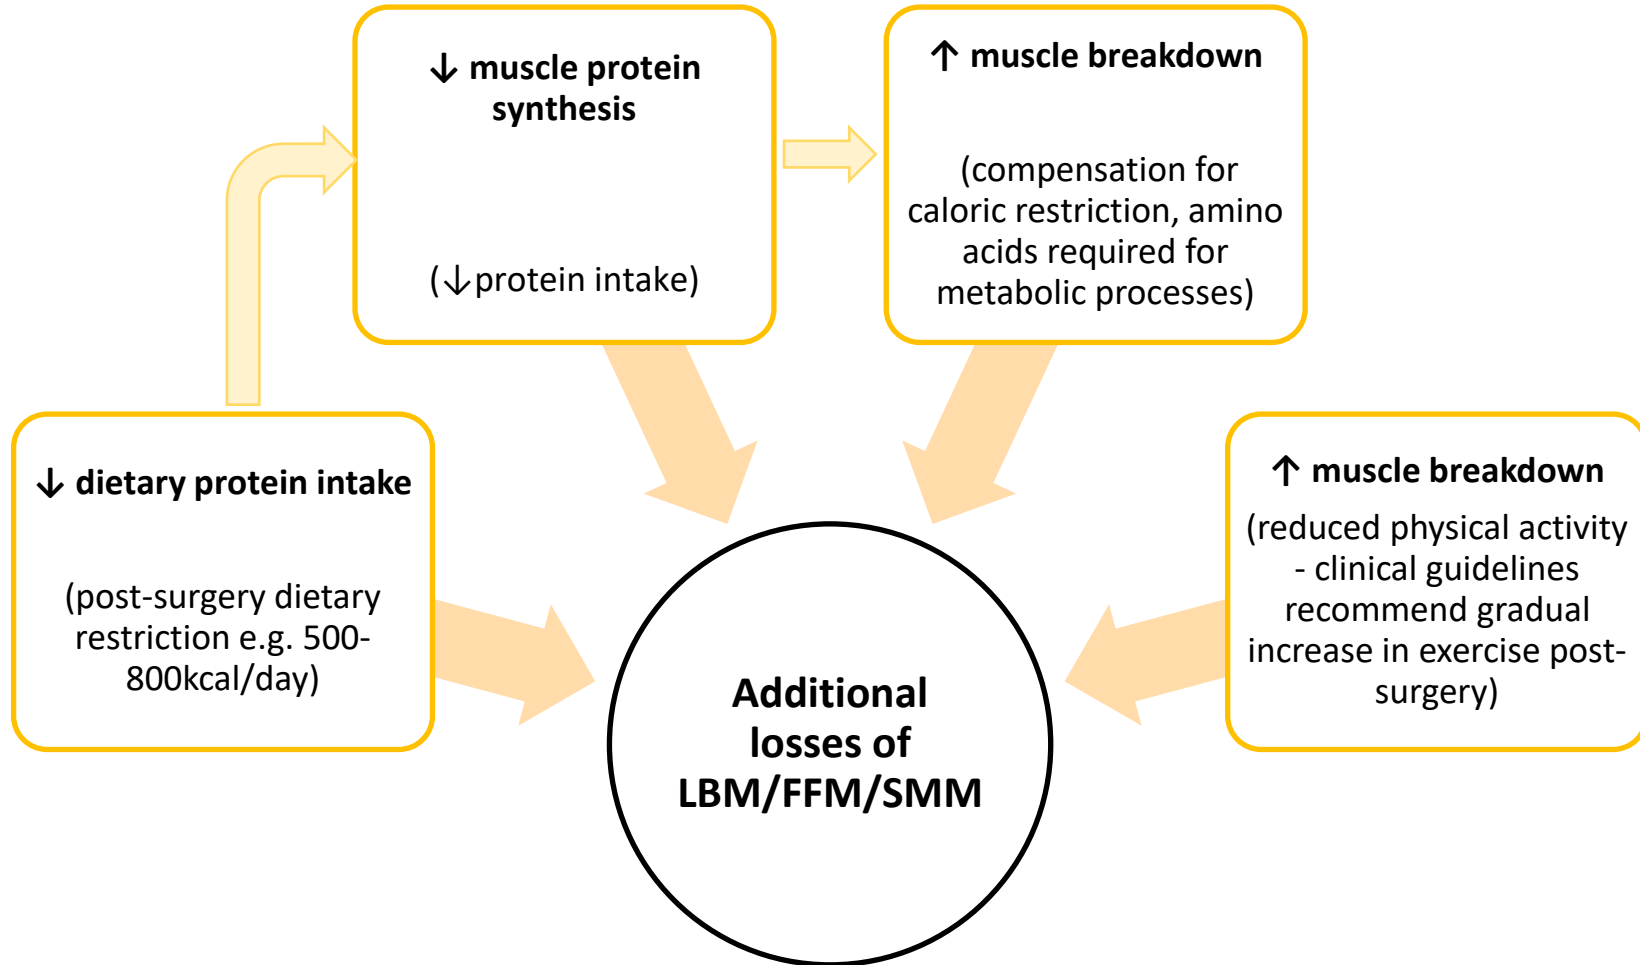 ↓ muscle protein
synthesis
(↓protein intake)
↑ muscle breakdown
(compensation for
caloric restriction, amino
acids required for
metabolic processes)
↓ dietary protein intake
(post-surgery dietary
restriction e.g. 500-
800kcal/day)
↑ muscle breakdown
(reduced physical activity
- clinical guidelines
recommend gradual
increase in exercise post-
surgery)
Additional
losses of
LBM/FFM/SMM